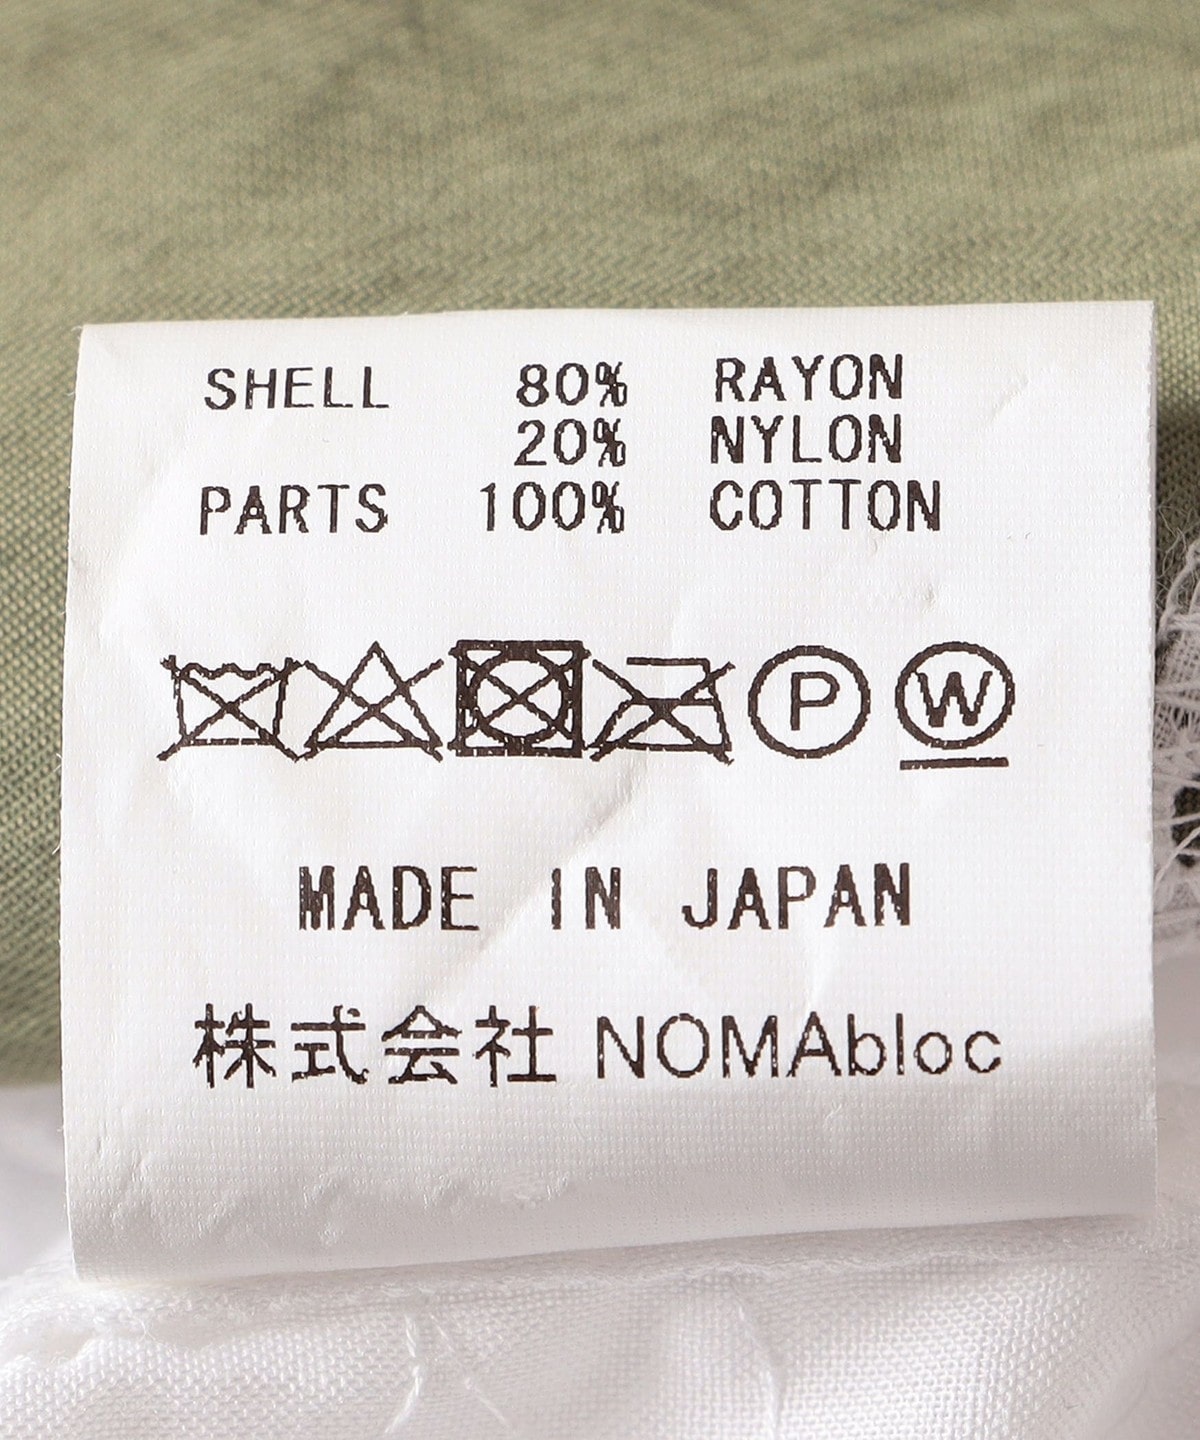 SHELL 80% RAYON
20% NYLON
PARTS 100% COTTON
P W
MADE IN JAPAN
株式会社 NOMAbloc